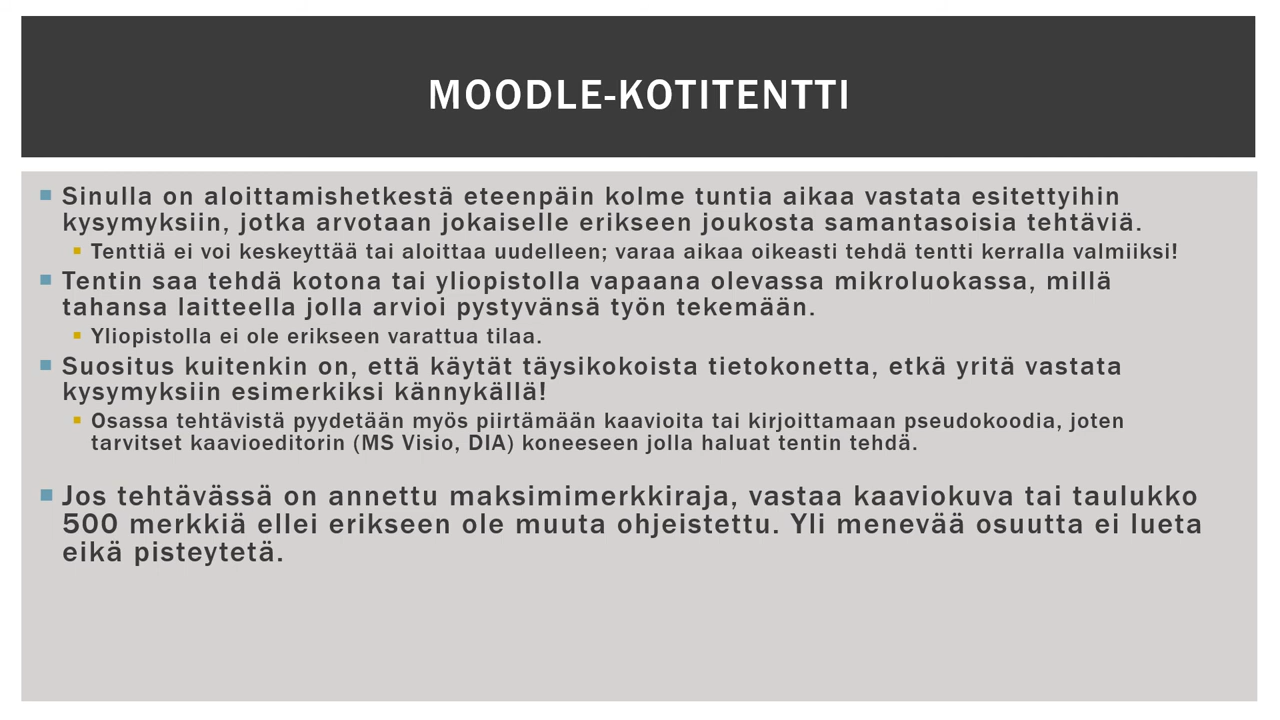 MOODLE-KOTITENTTI
Sinulla on aloittamishetkestä eteenpäin kolme tuntia aikaa vastata esitettyihin
kysymyksiin, jotka arvotaan jokaiselle erikseen joukosta samantasoisia tehtäviä.
Tenttiä ei voi keskeyttää tai aloittaa uudelleen; varaa aikaa oikeasti tehdä tentti kerralla valmiiksi!
Tentin saa tehdä kotona tai yliopistolla vapaana olevassa mikroluokassa, millä
tahansa laitteella jolla arvioi pystyvänsä työn tekemään.
Yliopistolla ei ole erikseen varattua tilaa.
Suositus kuitenkin on, että käytät täysikokoista tietokonetta, etkä yritä vastata
kysymyksiin esimerkiksi kännykällä!
Osassa tehtävistä pyydetään myös piirtämään kaavioita tai kirjoittamaan pseudokoodia, joten
tarvitset kaavioeditorin (MS Visio, DIA) koneeseen jolla haluat tentin tehdä.
Jos tehtävässä on annettu maksimimerkkiraja, vastaa kaaviokuva tai taulukko
500 merkkiä ellei erikseen ole muuta ohjeistettu. Yli menevää osuutta ei lueta
eikä pisteytetä.